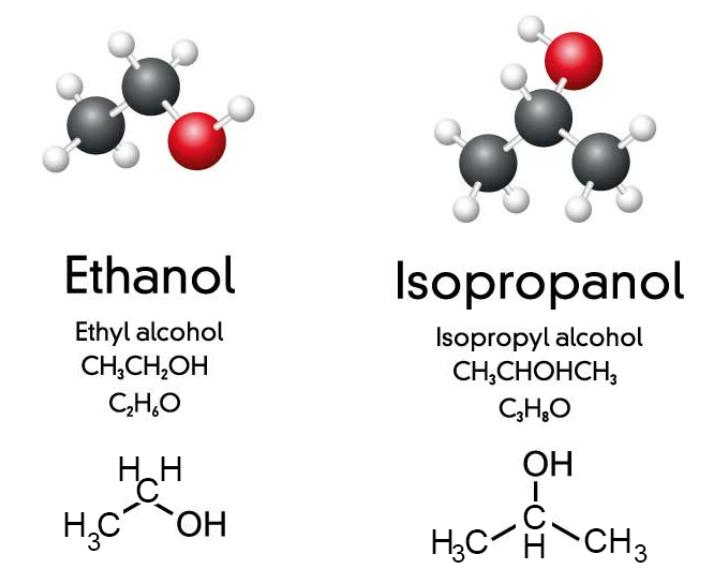 Ethanol
Ethyl alcohol
CH₃CH₂OH
C₂H₆O
H H
C
H₃C OH
Isopropanol
Isopropyl alcohol
CH₃CHOHCH₃
C₃H₈O
OH
C
H₃C H CH₃